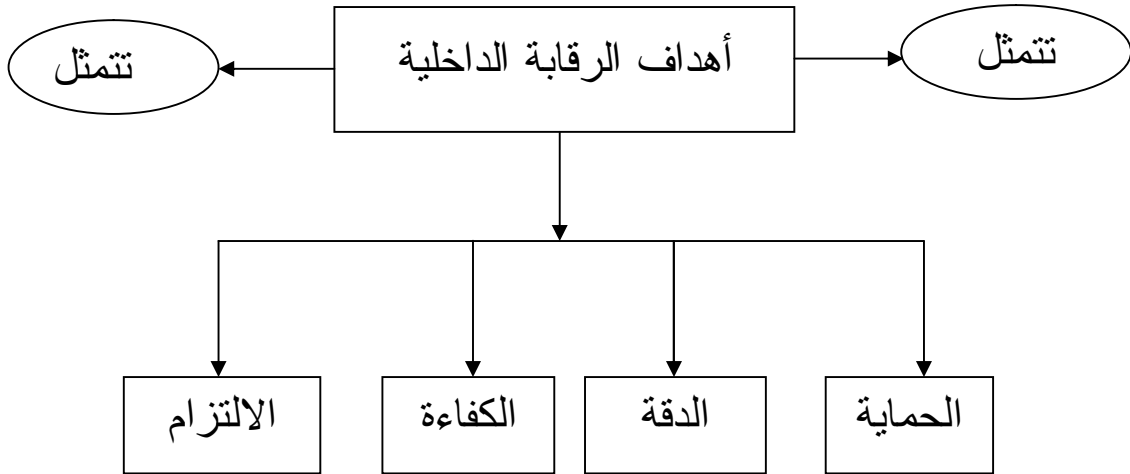 تتمثل
أهداف الرقابة الداخلية
تتمثل
الحماية
الدقة
الكفاءة
الالتزام